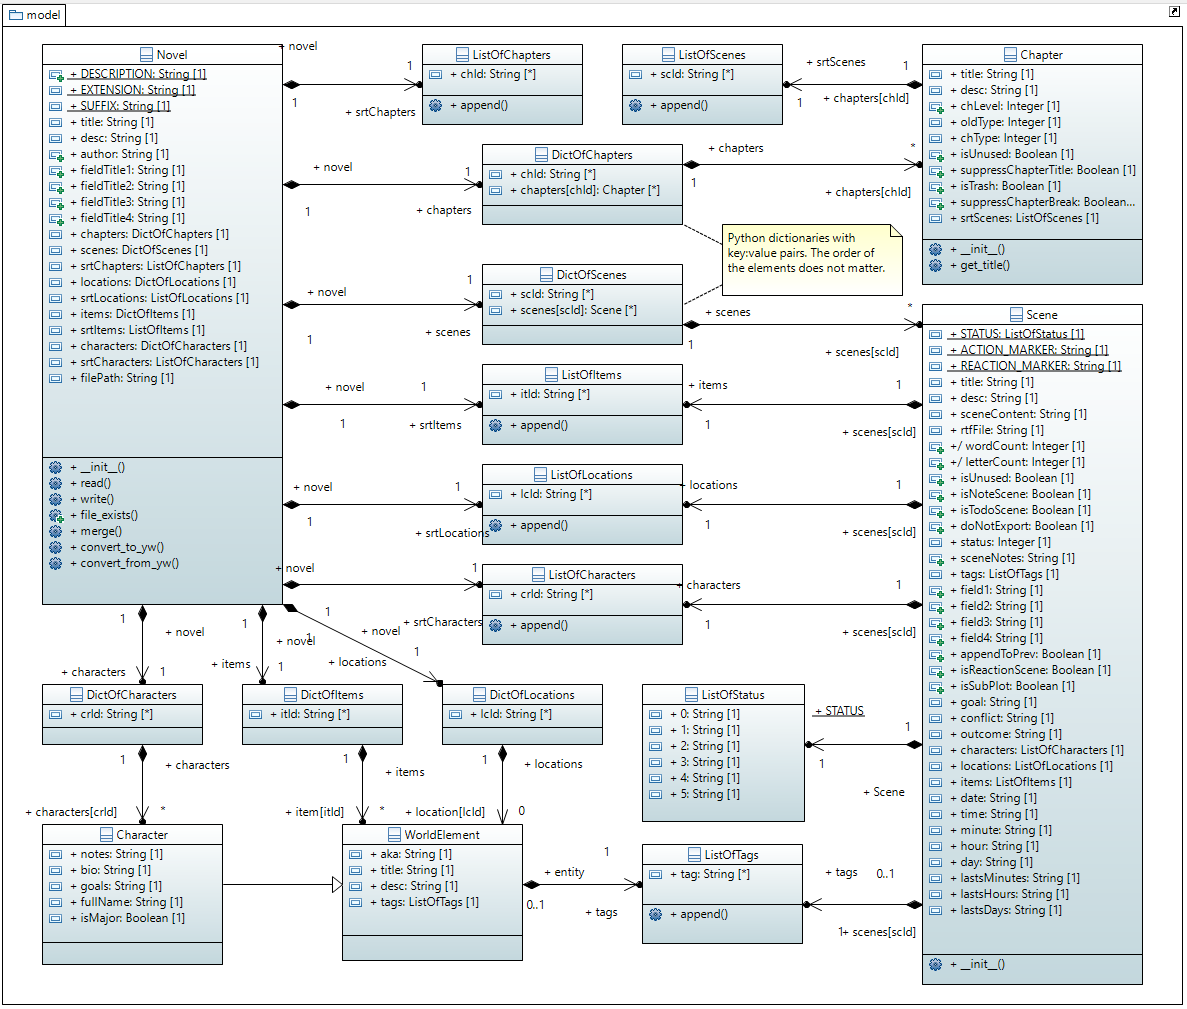 model
Novel
+ DESCRIPTION: String [1]
+ EXTENSION: String [1]
+ SUFFIX: String [1]
+ title: String [1]
+ desc: String [1]
+ author: String [1]
+ fieldTitle1: String [1]
+ fieldTitle2: String [1]
+ fieldTitle3: String [1]
+ fieldTitle4: String [1]
+ chapters: DictOfChapters [1]
+ scenes: DictOfScenes [1]
+ srtChapters: ListOfChapters [1]
+ locations: DictOfLocations [1]
+ srtLocations: ListOfLocations [1]
+ items: DictOfItems [1]
+ srtItems: ListOfItems [1]
+ characters: DictOfCharacters [1]
+ srtCharacters: ListOfCharacters [1]
+ filePath: String [1]
+ __init__()
+ read()
+ write()
+ file_exists()
+ merge()
+ convert_to_yw()
+ convert_from_yw()
+ novel
1
1
+ srtChapters
ListOfChapters
+ chId: String [*]
+ append()
ListOfScenes
+ scId: String [*]
+ append()
+ srtScenes
1
1
+ chapters[chId]
Chapter
+ title: String [1]
+ desc: String [1]
+ chLevel: Integer [1]
+ oldType: Integer [1]
+ chType: Integer [1]
+ isUnused: Boolean [1]
+ suppressChapterTitle: Boolean [1]
+ isTrash: Boolean [1]
+ suppressChapterBreak: Boolean...
+ srtScenes: ListOfScenes [1]
+ __init__()
+ get_title()
+ novel
1
1
+ chapters
DictOfChapters
+ chId: String [*]
+ chapters[chId]: Chapter [*]
+ chapters
*
1
+ chapters[chId]
Python dictionaries with
key:value pairs. The order of
the elements does not matter.
+ novel
1
1
+ scenes
DictOfScenes
+ scId: String [*]
+ scenes[scId]: Scene [*]
+ scenes
*
1
+ scenes[scId]
+ novel
1
1
+ srtItems
ListOfItems
+ itId: String [*]
+ append()
+ items
1
1
+ scenes[scId]
+ novel
1
1
+ srtLocations
ListOfLocations
+ lcId: String [*]
+ append()
- locations
1
1
+ scenes[scId]
+ novel
1
1
+ srtCharacters
ListOfCharacters
+ crId: String [*]
+ append()
+ characters
1
1
+ scenes[scId]
Scene
+ STATUS: ListOfStatus [1]
+ ACTION_MARKER: String [1]
+ REACTION_MARKER: String [1]
+ title: String [1]
+ desc: String [1]
+ sceneContent: String [1]
+ rtfFile: String [1]
+/ wordCount: Integer [1]
+/ letterCount: Integer [1]
+ isUnused: Boolean [1]
+ isNoteScene: Boolean [1]
+ isTodoScene: Boolean [1]
+ doNotExport: Boolean [1]
+ status: Integer [1]
+ sceneNotes: String [1]
+ tags: ListOfTags [1]
+ field1: String [1]
+ field2: String [1]
+ field3: String [1]
+ field4: String [1]
+ appendToPrev: Boolean [1]
+ isReactionScene: Boolean [1]
+ isSubPlot: Boolean [1]
+ goal: String [1]
+ conflict: String [1]
+ outcome: String [1]
+ characters: ListOfCharacters [1]
+ locations: ListOfLocations [1]
+ items: ListOfItems [1]
+ date: String [1]
+ time: String [1]
+ minute: String [1]
+ hour: String [1]
+ day: String [1]
+ lastsMinutes: String [1]
+ lastsHours: String [1]
+ lastsDays: String [1]
+ __init__()
1
+ novel
+ characters
1
1
+ novel
+ items
1
1
+ novel
+ locations
1
DictOfCharacters
+ crId: String [*]
DictOfItems
+ itId: String [*]
DictOfLocations
+ lcId: String [*]
ListOfStatus
+ 0: String [1]
+ 1: String [1]
+ 2: String [1]
+ 3: String [1]
+ 4: String [1]
+ 5: String [1]
+ STATUS
1
1
+ Scene
1
+ characters
+ characters[crId]
*
1
+ items
+ item[itId]
*
1
+ locations
+ location[lcId]
0
Character
+ notes: String [1]
+ bio: String [1]
+ goals: String [1]
+ fullName: String [1]
+ isMajor: Boolean [1]
WorldElement
+ aka: String [1]
+ title: String [1]
+ desc: String [1]
+ tags: ListOfTags [1]
1
+ entity
0..1
+ tags
ListOfTags
+ tag: String [*]
+ append()
+ tags
0..1
1
+ scenes[scId]